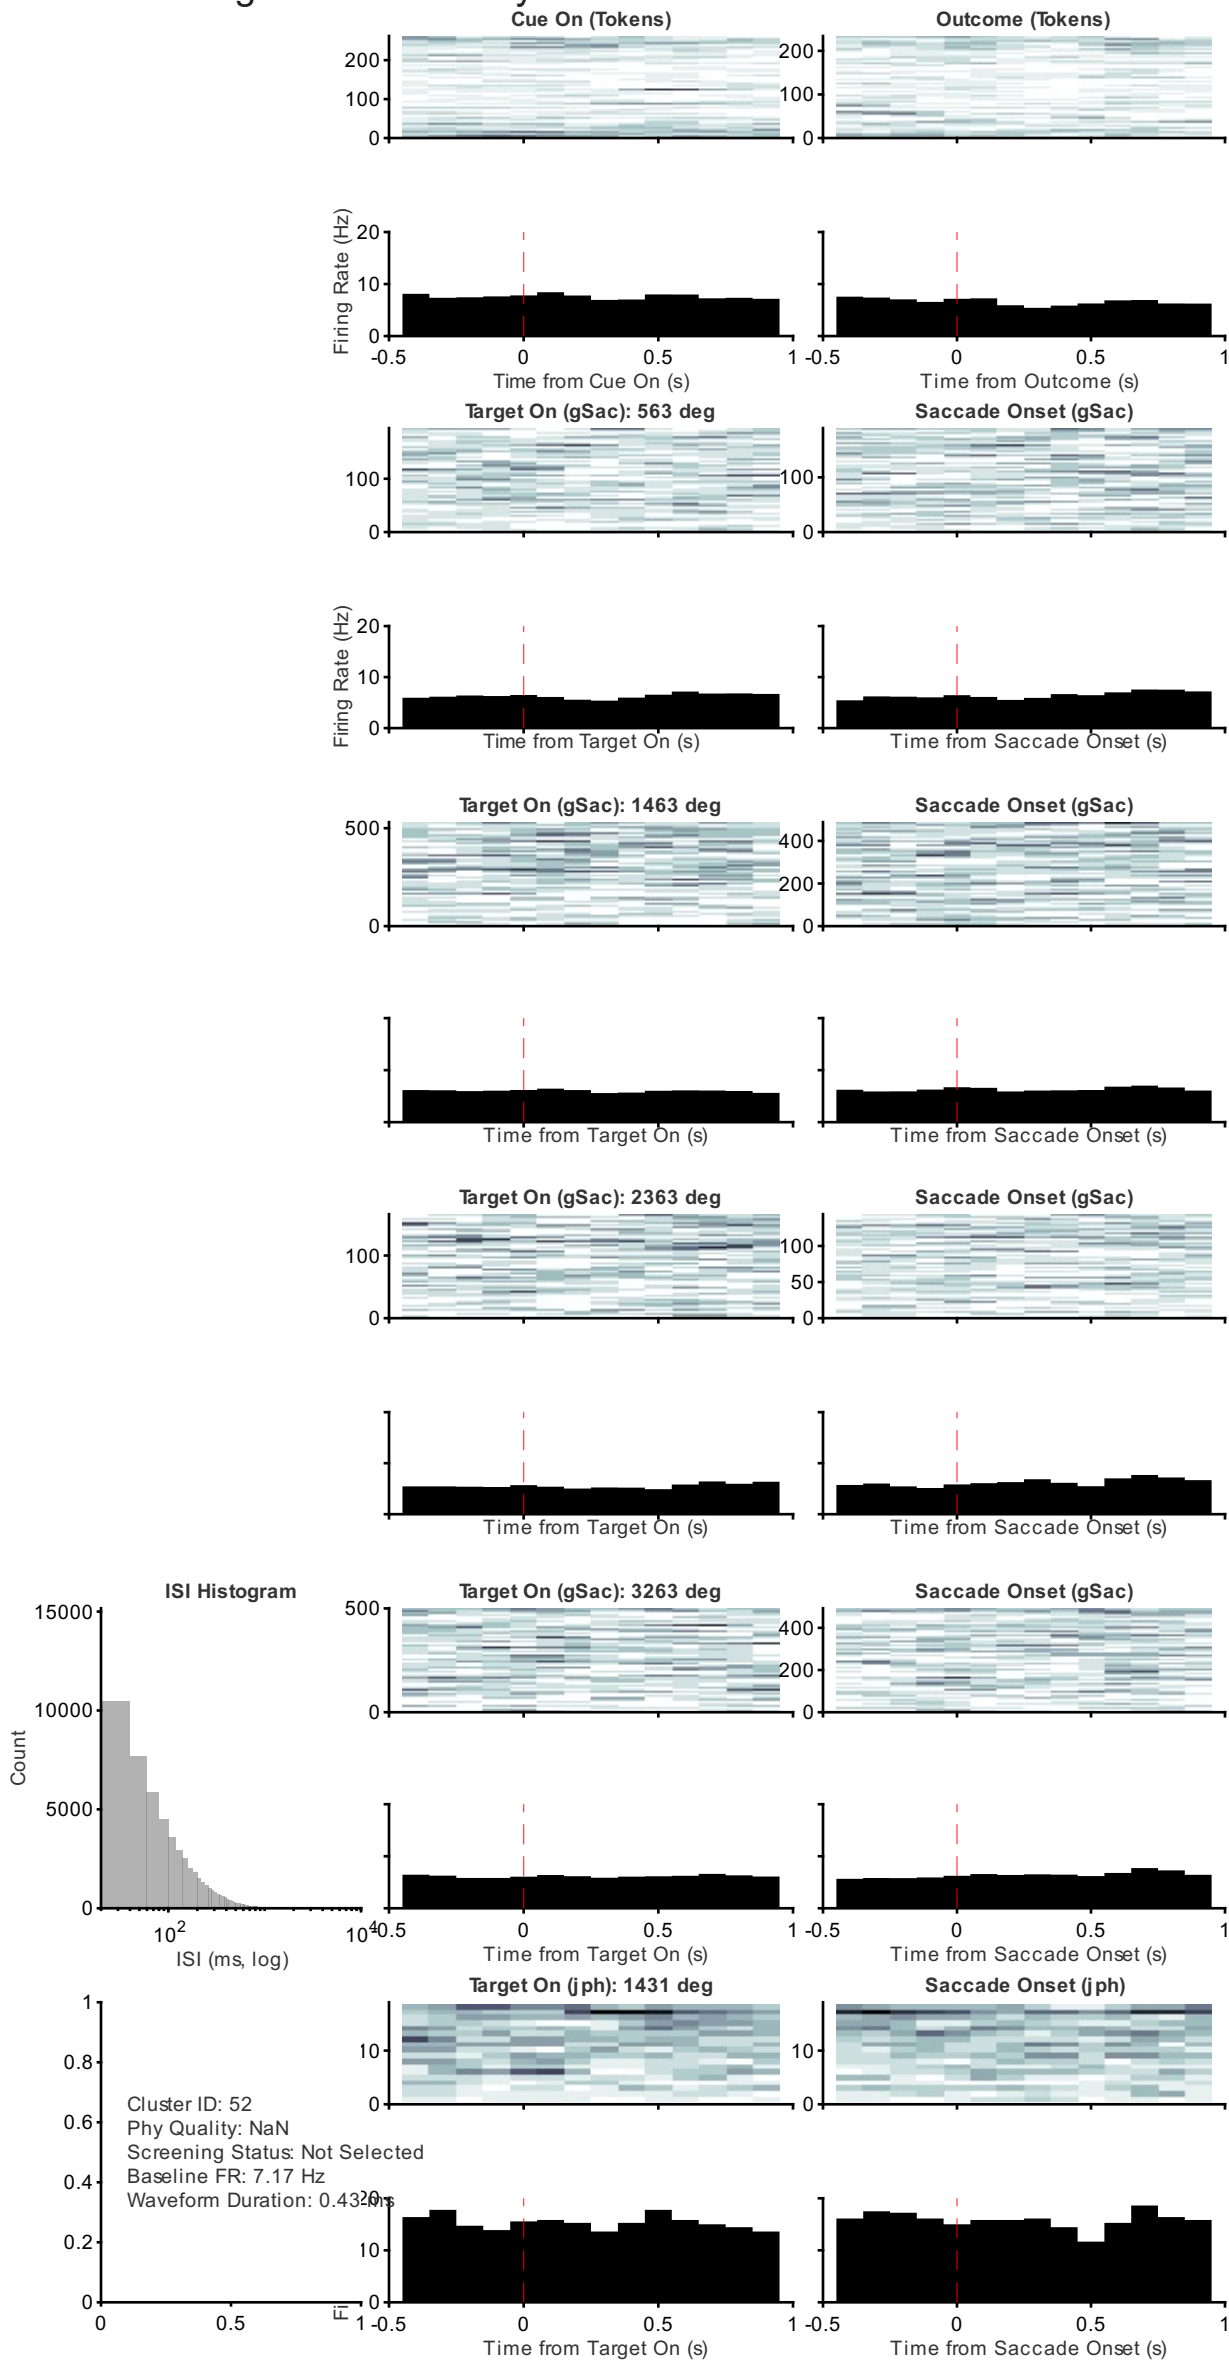 Cue On (Tokens)
Outcome (Tokens)
200
100
0
200
100
0
Firing Rate (Hz)
20
10
0
-0.5
0
0.5
1
-0.5
0
0.5
1
Time from Cue On (s)
Time from Outcome (s)
Target On (gSac): 563 deg
Saccade Onset (gSac)
100
0
100
0
Firing Rate (Hz)
20
10
0
Time from Target On (s)
Time from Saccade Onset (s)
Target On (gSac): 1463 deg
Saccade Onset (gSac)
500
0
400
200
0
Time from Target On (s)
Time from Saccade Onset (s)
Target On (gSac): 2363 deg
Saccade Onset (gSac)
100
0
100
50
0
Time from Target On (s)
Time from Saccade Onset (s)
ISI Histogram
15000
10000
5000
0
Count
10²
10⁴
ISI (ms, log)
Target On (gSac): 3263 deg
Saccade Onset (gSac)
500
0
400
200
0
-0.5
0
0.5
1
-0.5
0
0.5
1
Time from Target On (s)
Time from Saccade Onset (s)
Target On (jph): 1431 deg
Saccade Onset (jph)
10
0
10
0
1
0.8
0.6
0.4
0.2
0
0
0.5
1
Cluster ID: 52
Phy Quality: NaN
Screening Status: Not Selected
Baseline FR: 7.17 Hz
Waveform Duration: 0.43 ms
Fi
20
10
0
-0.5
0
0.5
1
-0.5
0
0.5
1
Time from Target On (s)
Time from Saccade Onset (s)